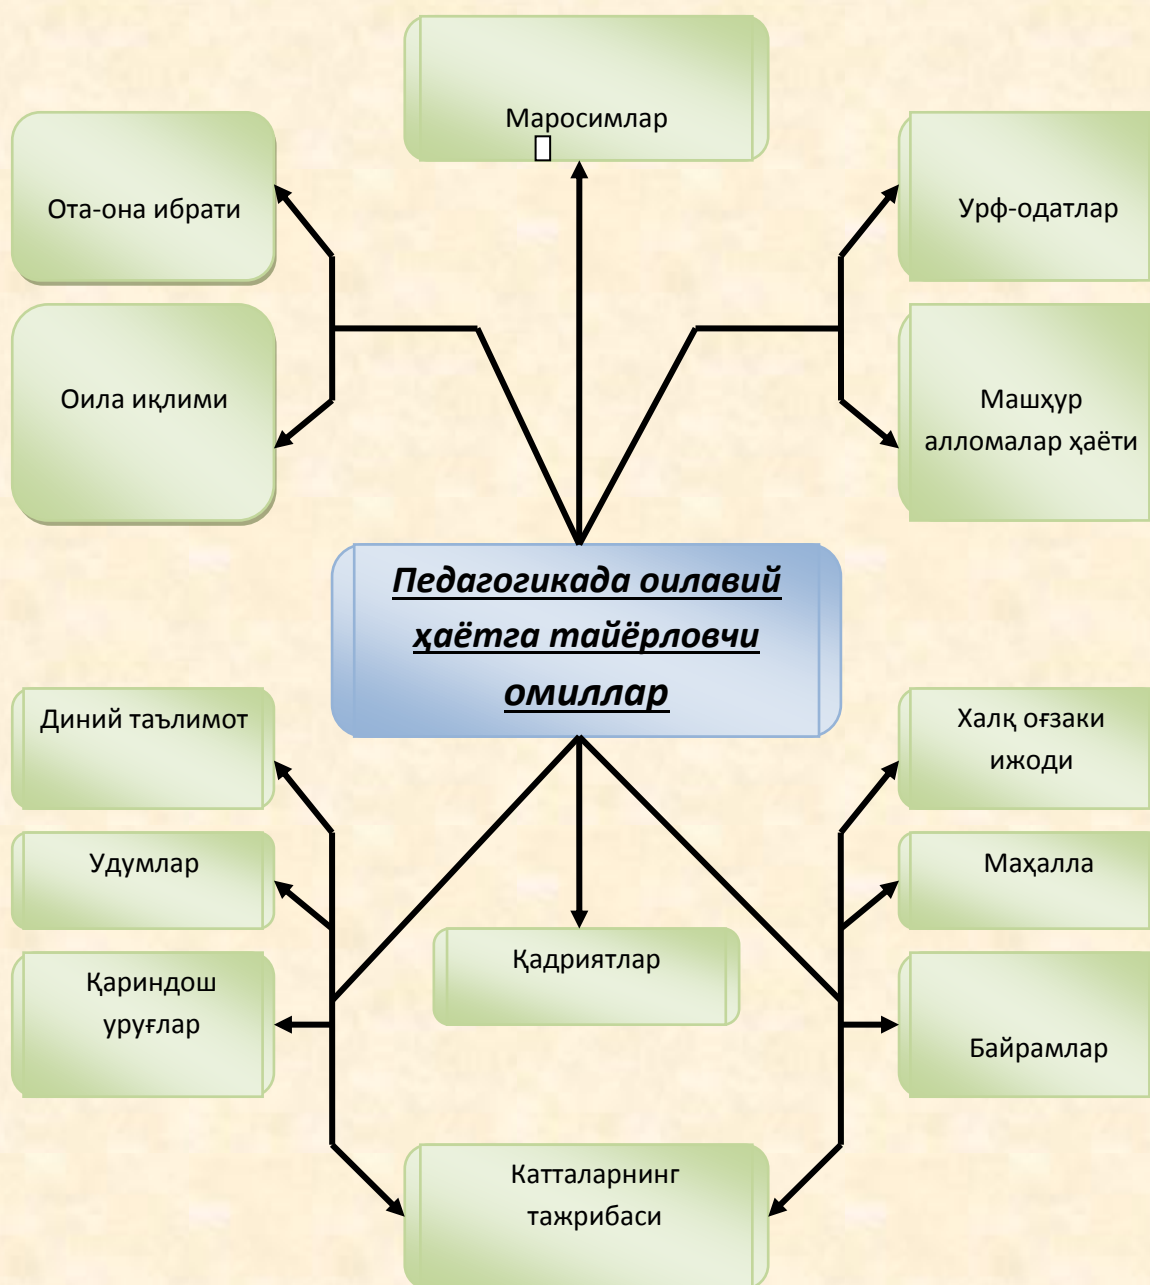 Маросимлар
Ота-она ибрати
Урф-одатлар
Оила иқлими
Машҳур
алломалар ҳаёти
Педагогикада оилавий
ҳаётга тайёрловчи
омиллар
Диний таълимот
Халқ оғзаки
ижоди
Удумлар
Маҳалла
Қариндош
уруғлар
Қадриятлар
Байрамлар
Катталарнинг
тажрибаси